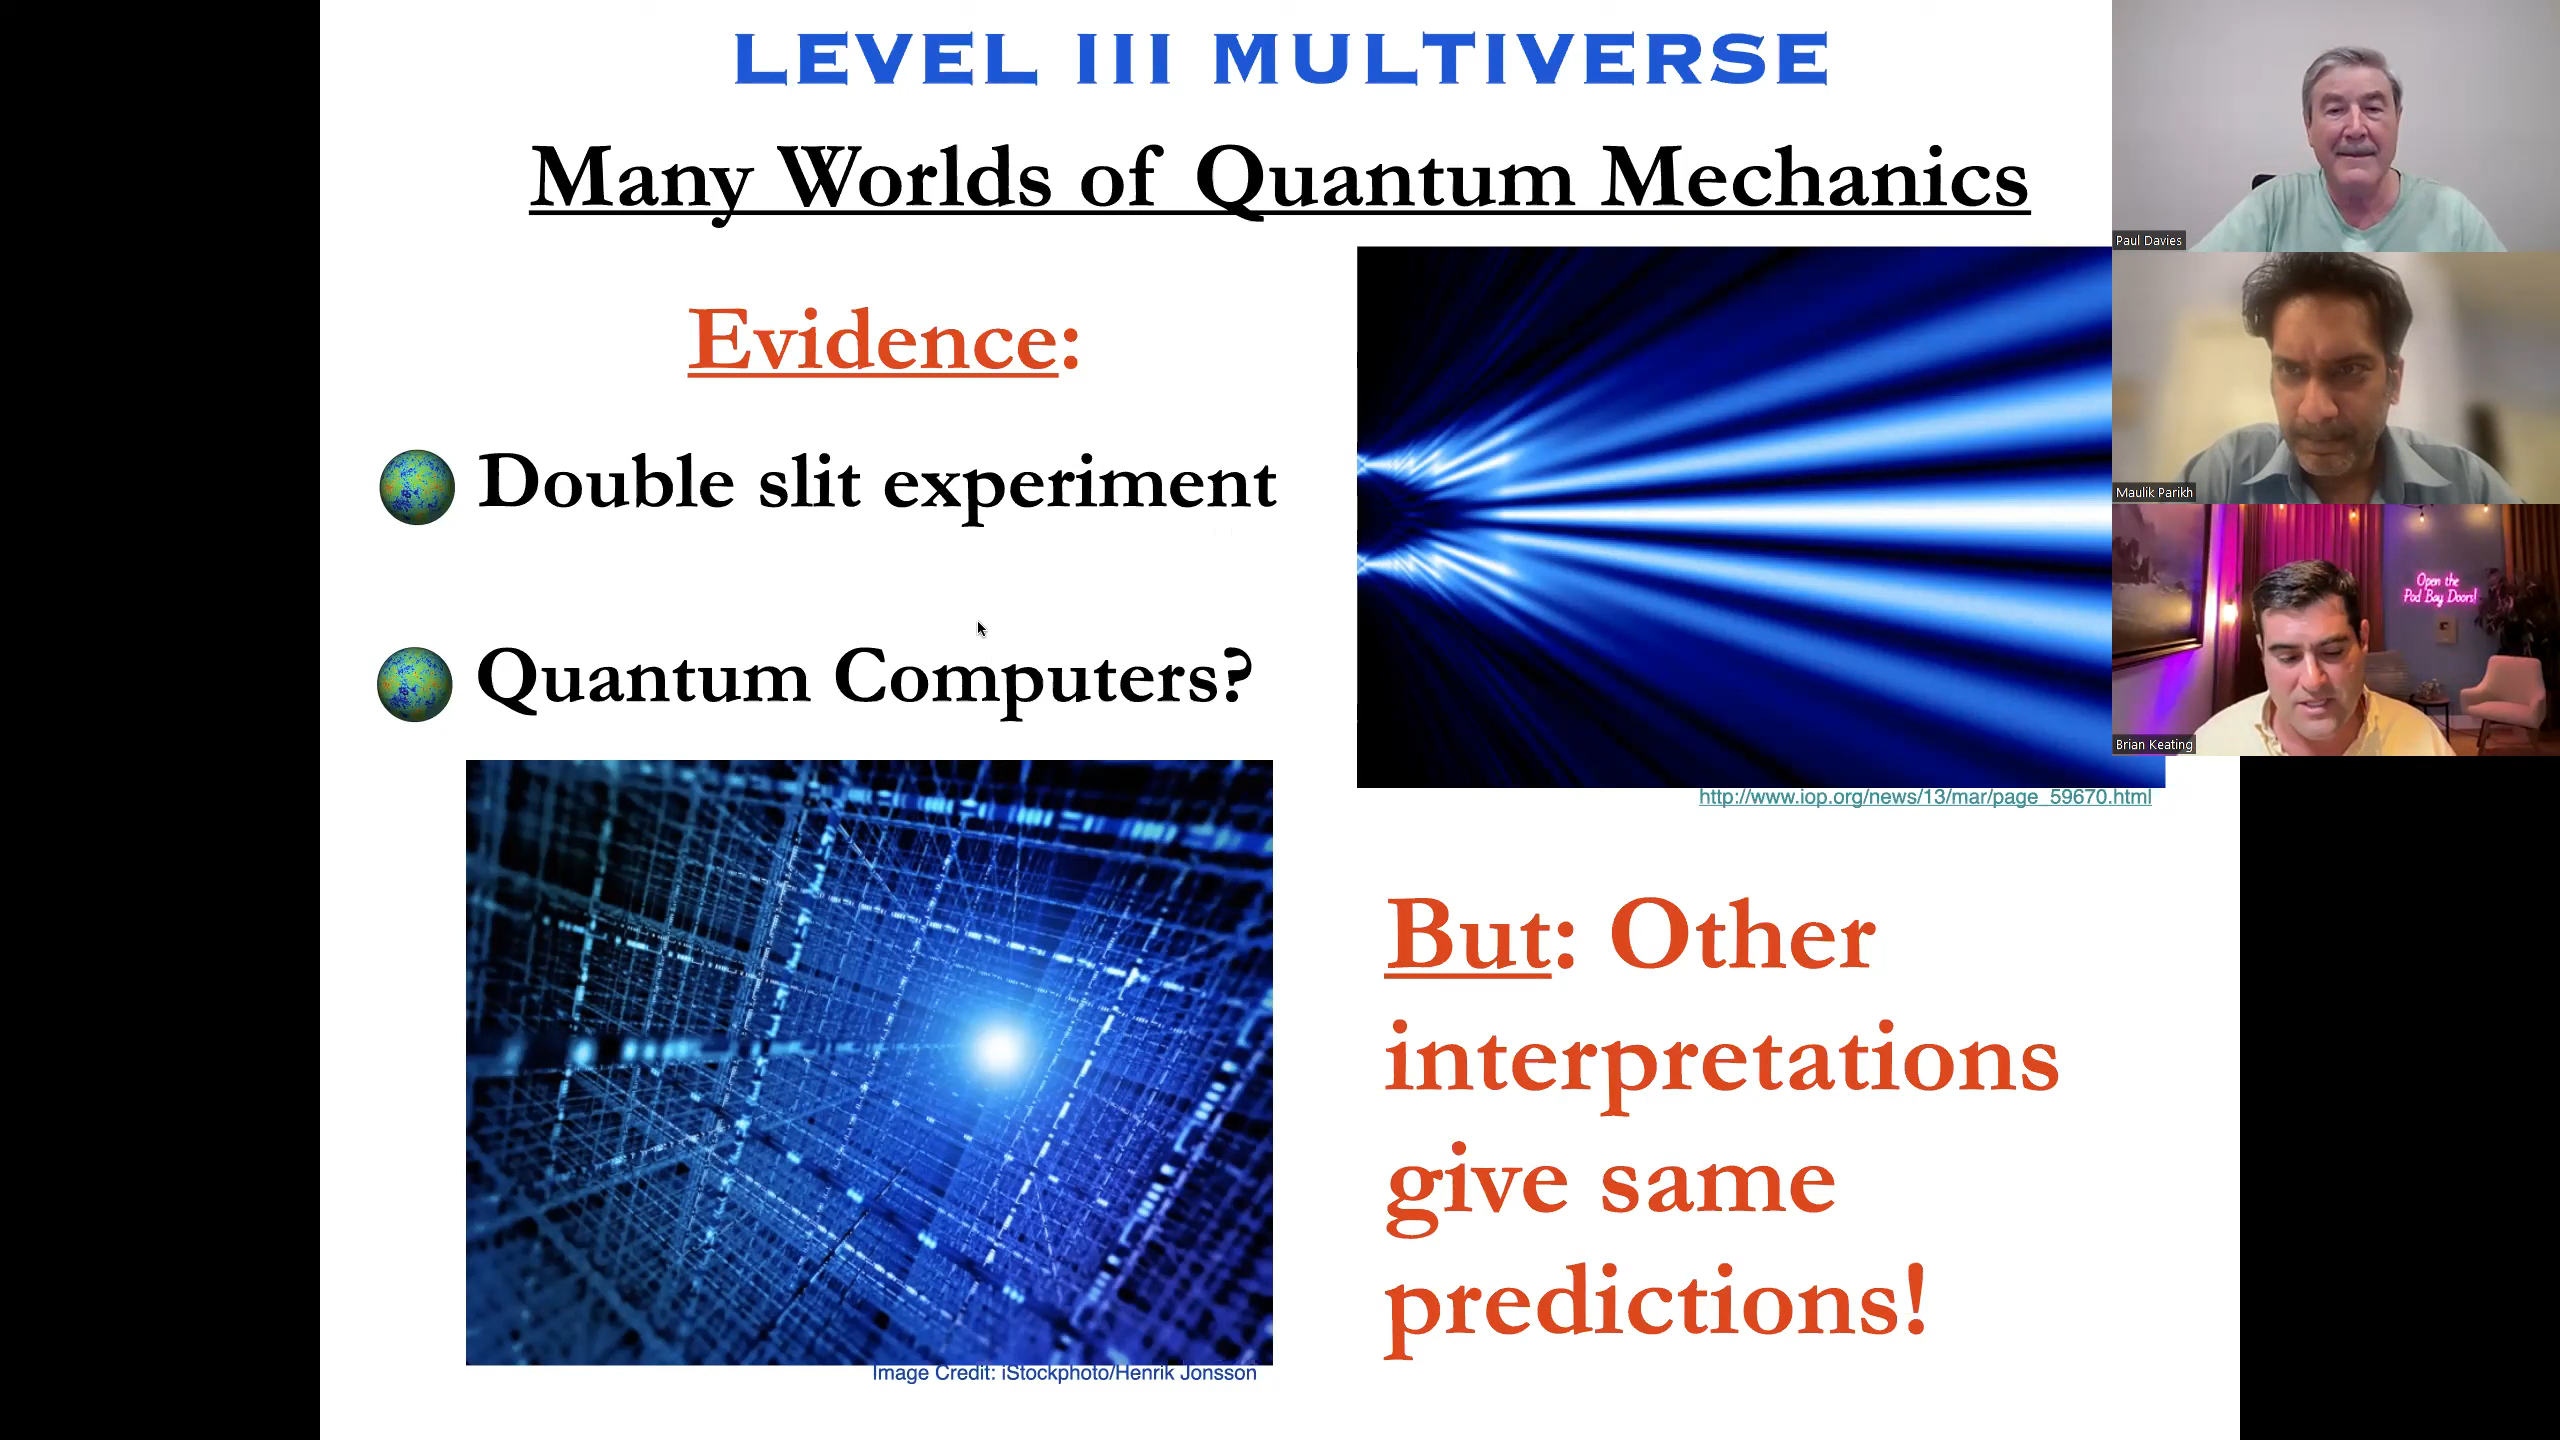 LEVEL III MULTIVERSE
Many Worlds of Quantum Mechanics
Evidence:
Double slit experiment
Quantum Computers?
Image Credit: iStockphoto/Henrik Jonsson
http://www.iop.org/news/13/mar/page_59670.html
But: Other
interpretations
give same
predictions!
Paul Davies
Maulik Parikh
Open the
Pod Bay Doors!
Brian Keating